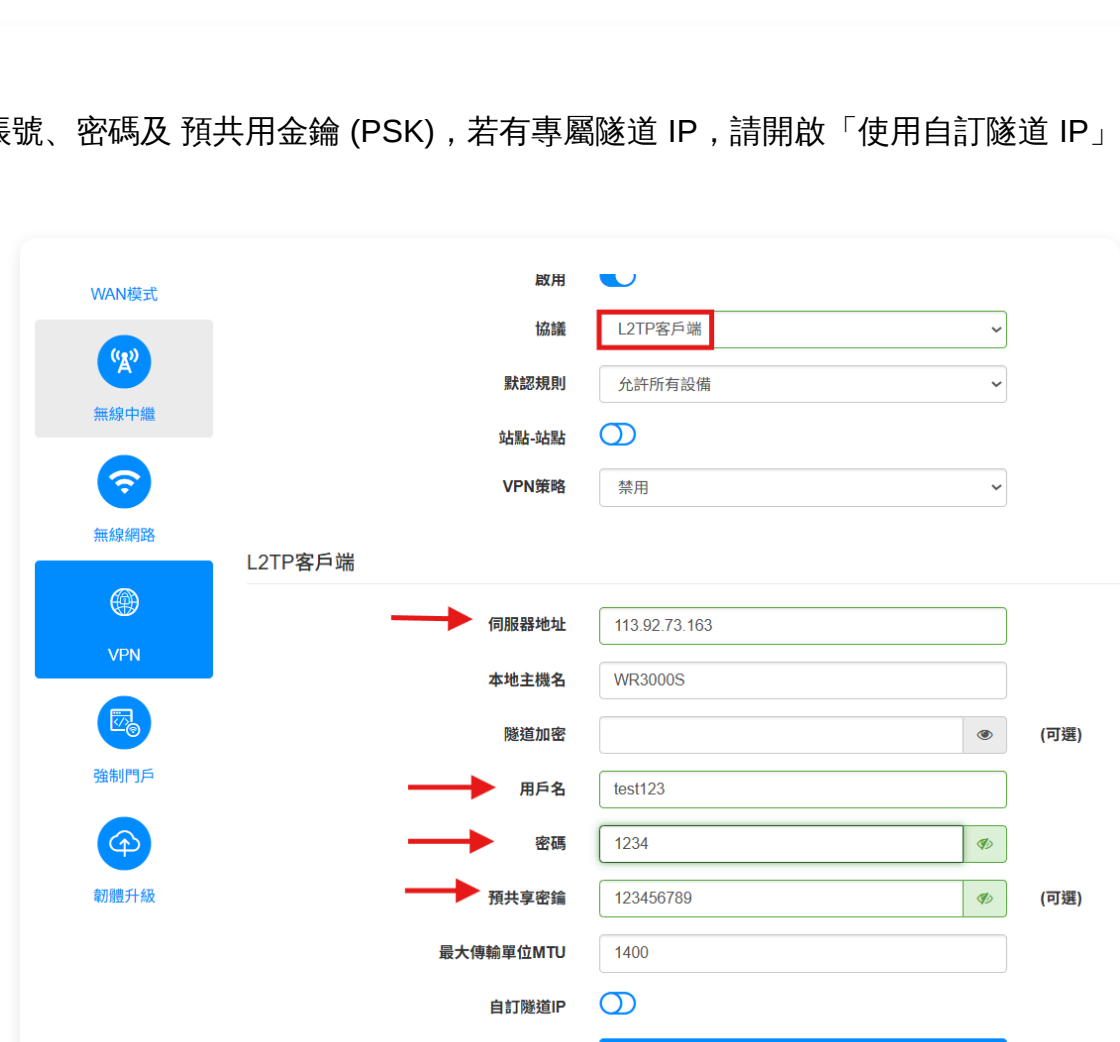 帳號、密碼及 預共用金鑰 (PSK)，若有專屬隧道 IP，請開啟「使用自訂隧道 IP」
WAN模式
無線中繼
無線網路
VPN
強制門戶
韌體升級
啟用
協議 L2TP客戶端
默認規則 允許所有設備
站點-站點
VPN策略 禁用
L2TP客戶端
伺服器地址 113.92.73.163
本地主機名 WR3000S
隧道加密 (可選)
用戶名 test123
密碼 1234
預共享密鑰 123456789 (可選)
最大傳輸單位MTU 1400
自訂隧道IP